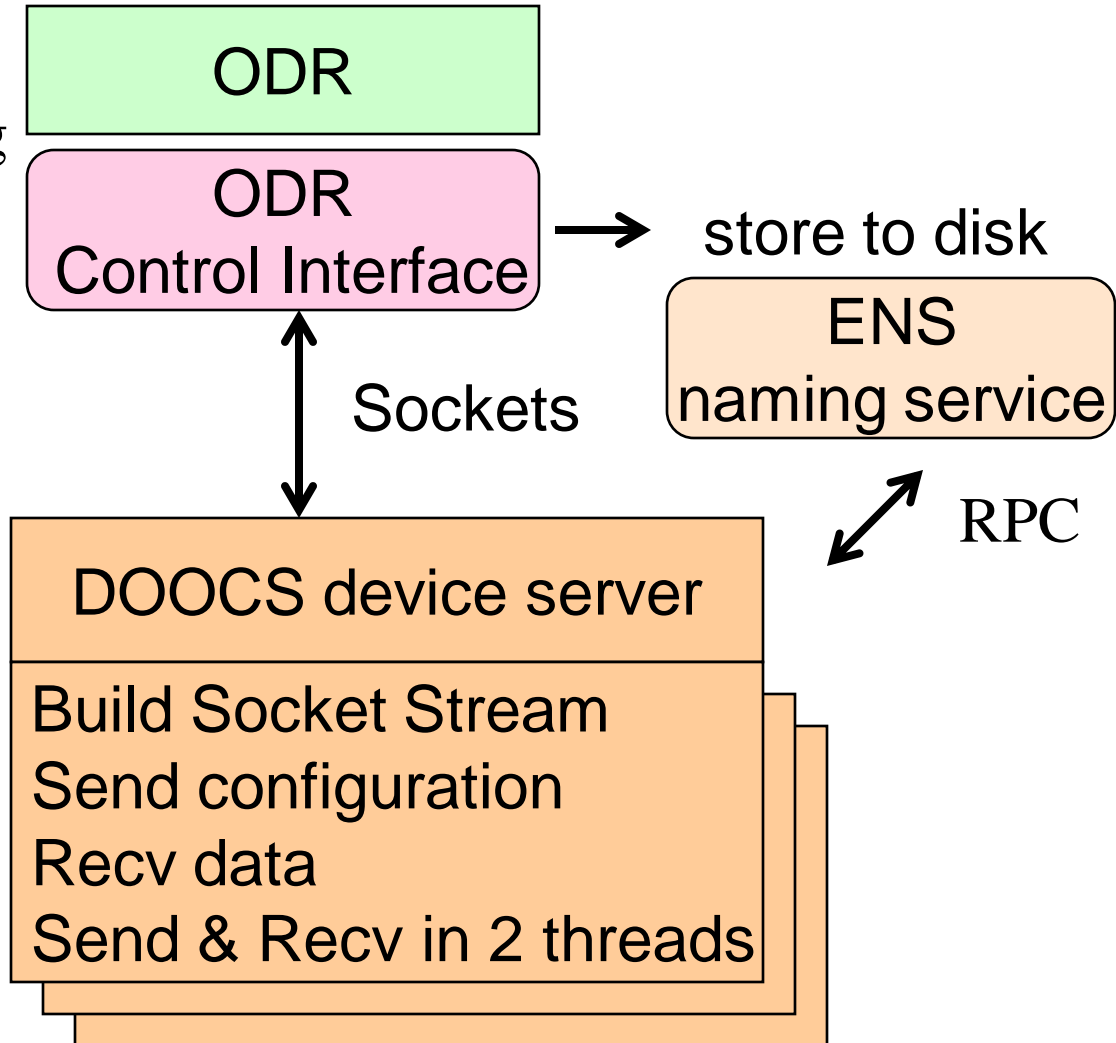 ODR
ODR
Control Interface
store to disk
ENS
naming service
Sockets
RPC
DOOCS device server
Build Socket Stream
Send configuration
Recv data
Send & Recv in 2 threads